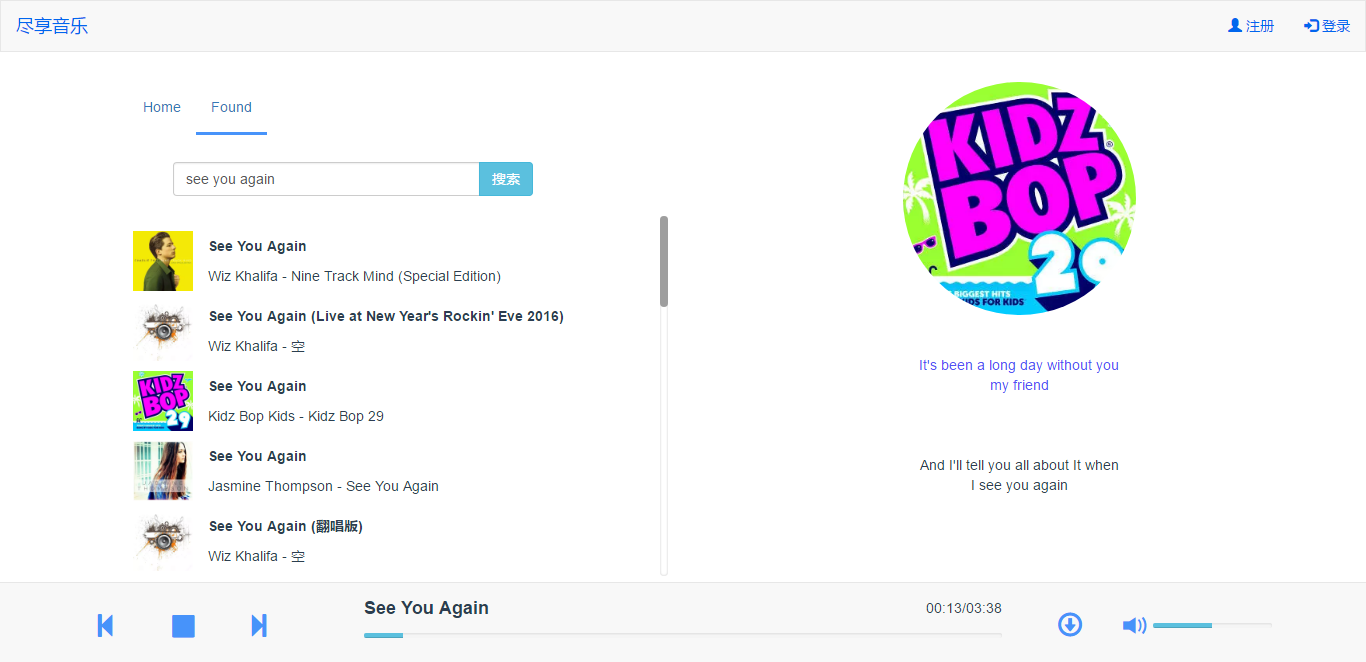 尽享音乐
注册
登录
Home
Found
see you again
搜索
See You Again
Wiz Khalifa - Nine Track Mind (Special Edition)
See You Again (Live at New Year's Rockin' Eve 2016)
Wiz Khalifa - 空
KIDZ
BOP
29
See You Again
Kidz Bop Kids - Kidz Bop 29
See You Again
Jasmine Thompson - See You Again
See You Again (翻唱版)
Wiz Khalifa - 空
KIDZ
BOP
®
29
BIGGEST HITS
DS FOR KIDS
It's been a long day without you
my friend
And I'll tell you all about It when
I see you again
See You Again
00:13/03:38